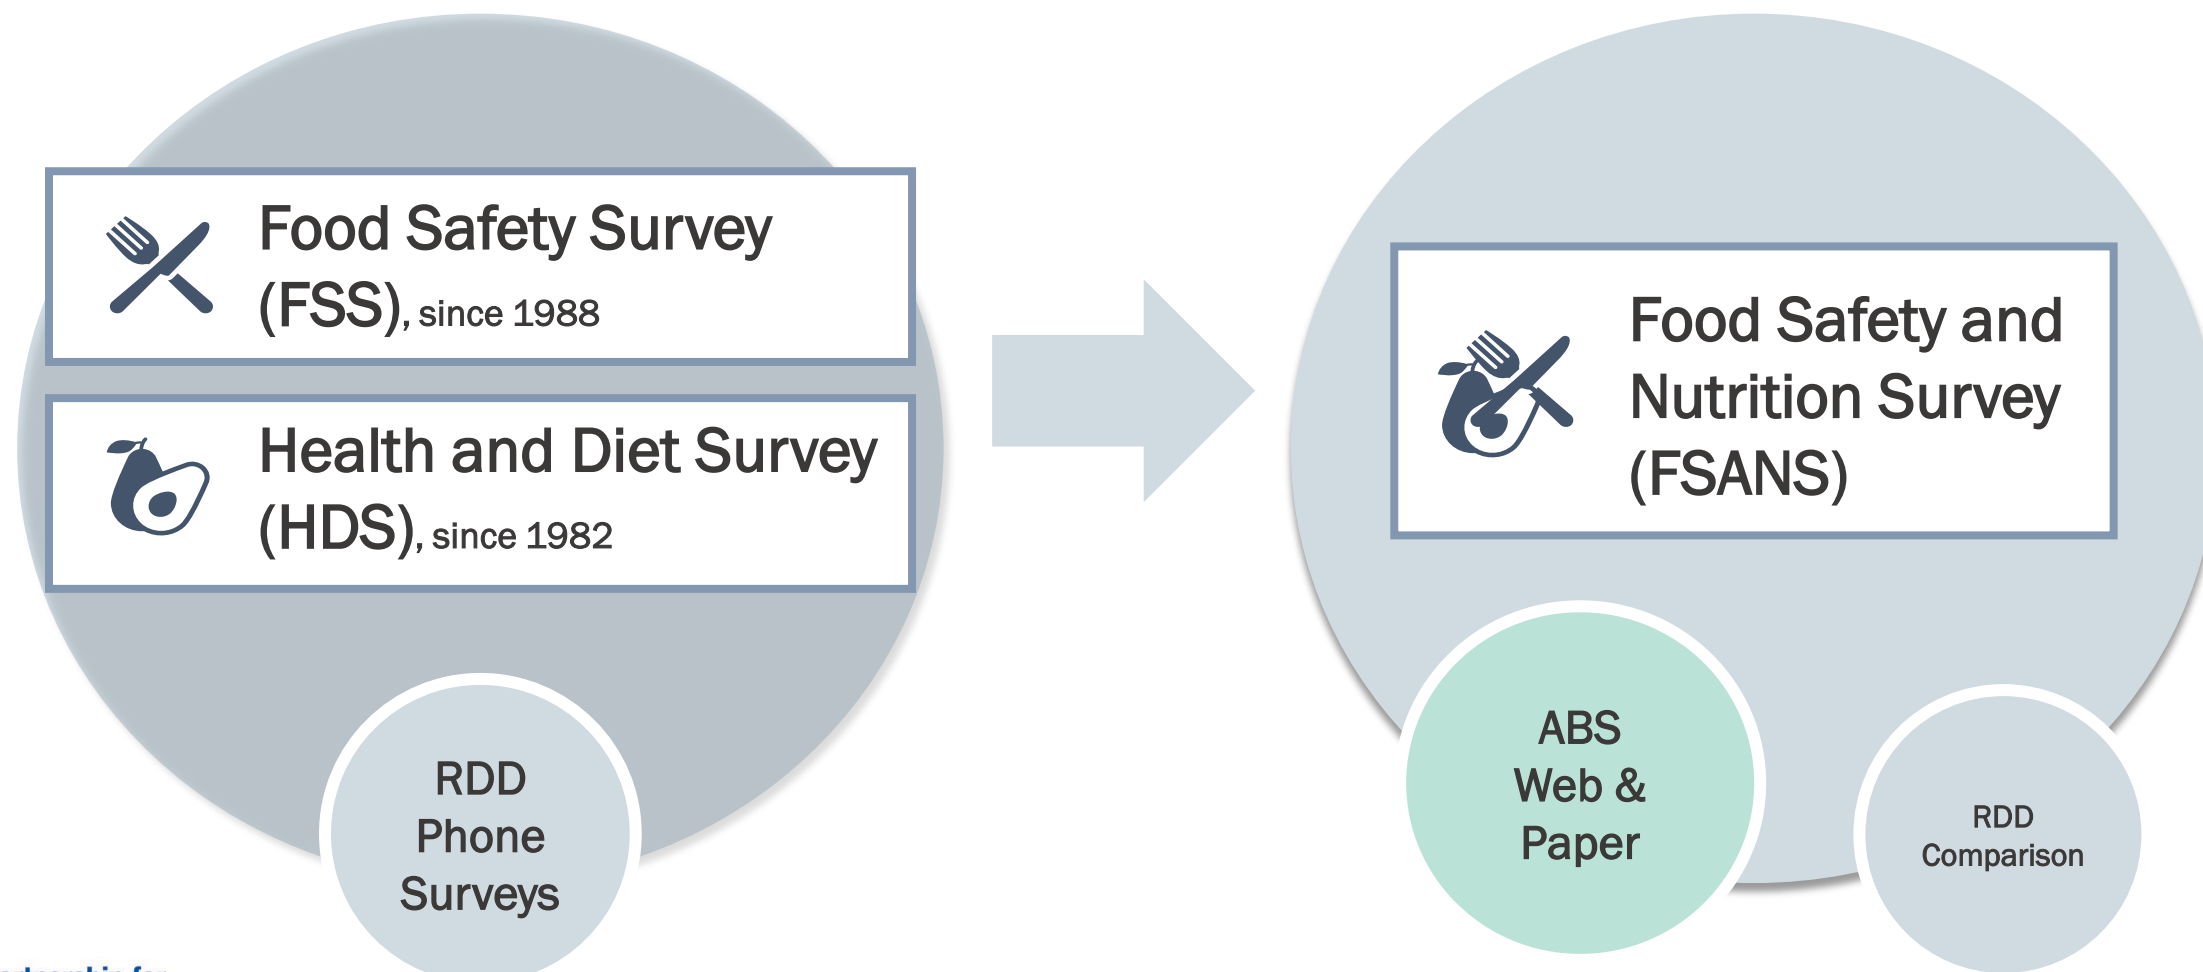 Food Safety Survey
(FSS), since 1988
Health and Diet Survey
(HDS), since 1982
RDD
Phone
Surveys
Food Safety and
Nutrition Survey
(FSANS)
ABS
Web &
Paper
RDD
Comparison